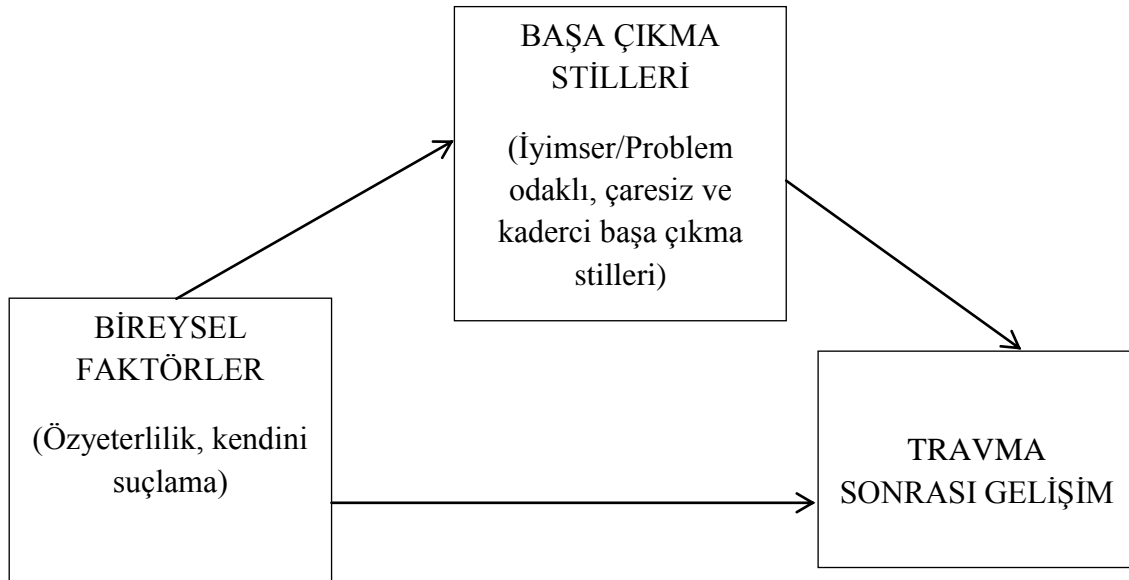 BAŞA ÇIKMA
STİLLERİ
(İyimser/Problem
odaklı, çaresiz ve
kaderci başa çıkma
stilleri)
BİREYSEL
FAKTÖRLER
(Özyeterlilik, kendini
suçlama)
TRAVMA
SONRASI GELİŞİM